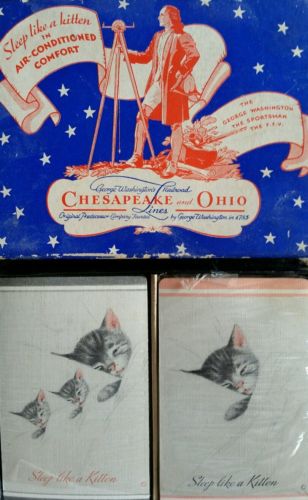 Sleep like a kitten
IN
AIR-CONDITIONED
COMFORT
THE
GEORGE WASHINGTON
THE SPORTSMAN
THE F.F.V.
George Washington's Railroad
CHESAPEAKE and OHIO
Lines
Original Predecessor Company Founded by George Washington in 1785
Sleep like a Kitten
Sleep like a Kitten